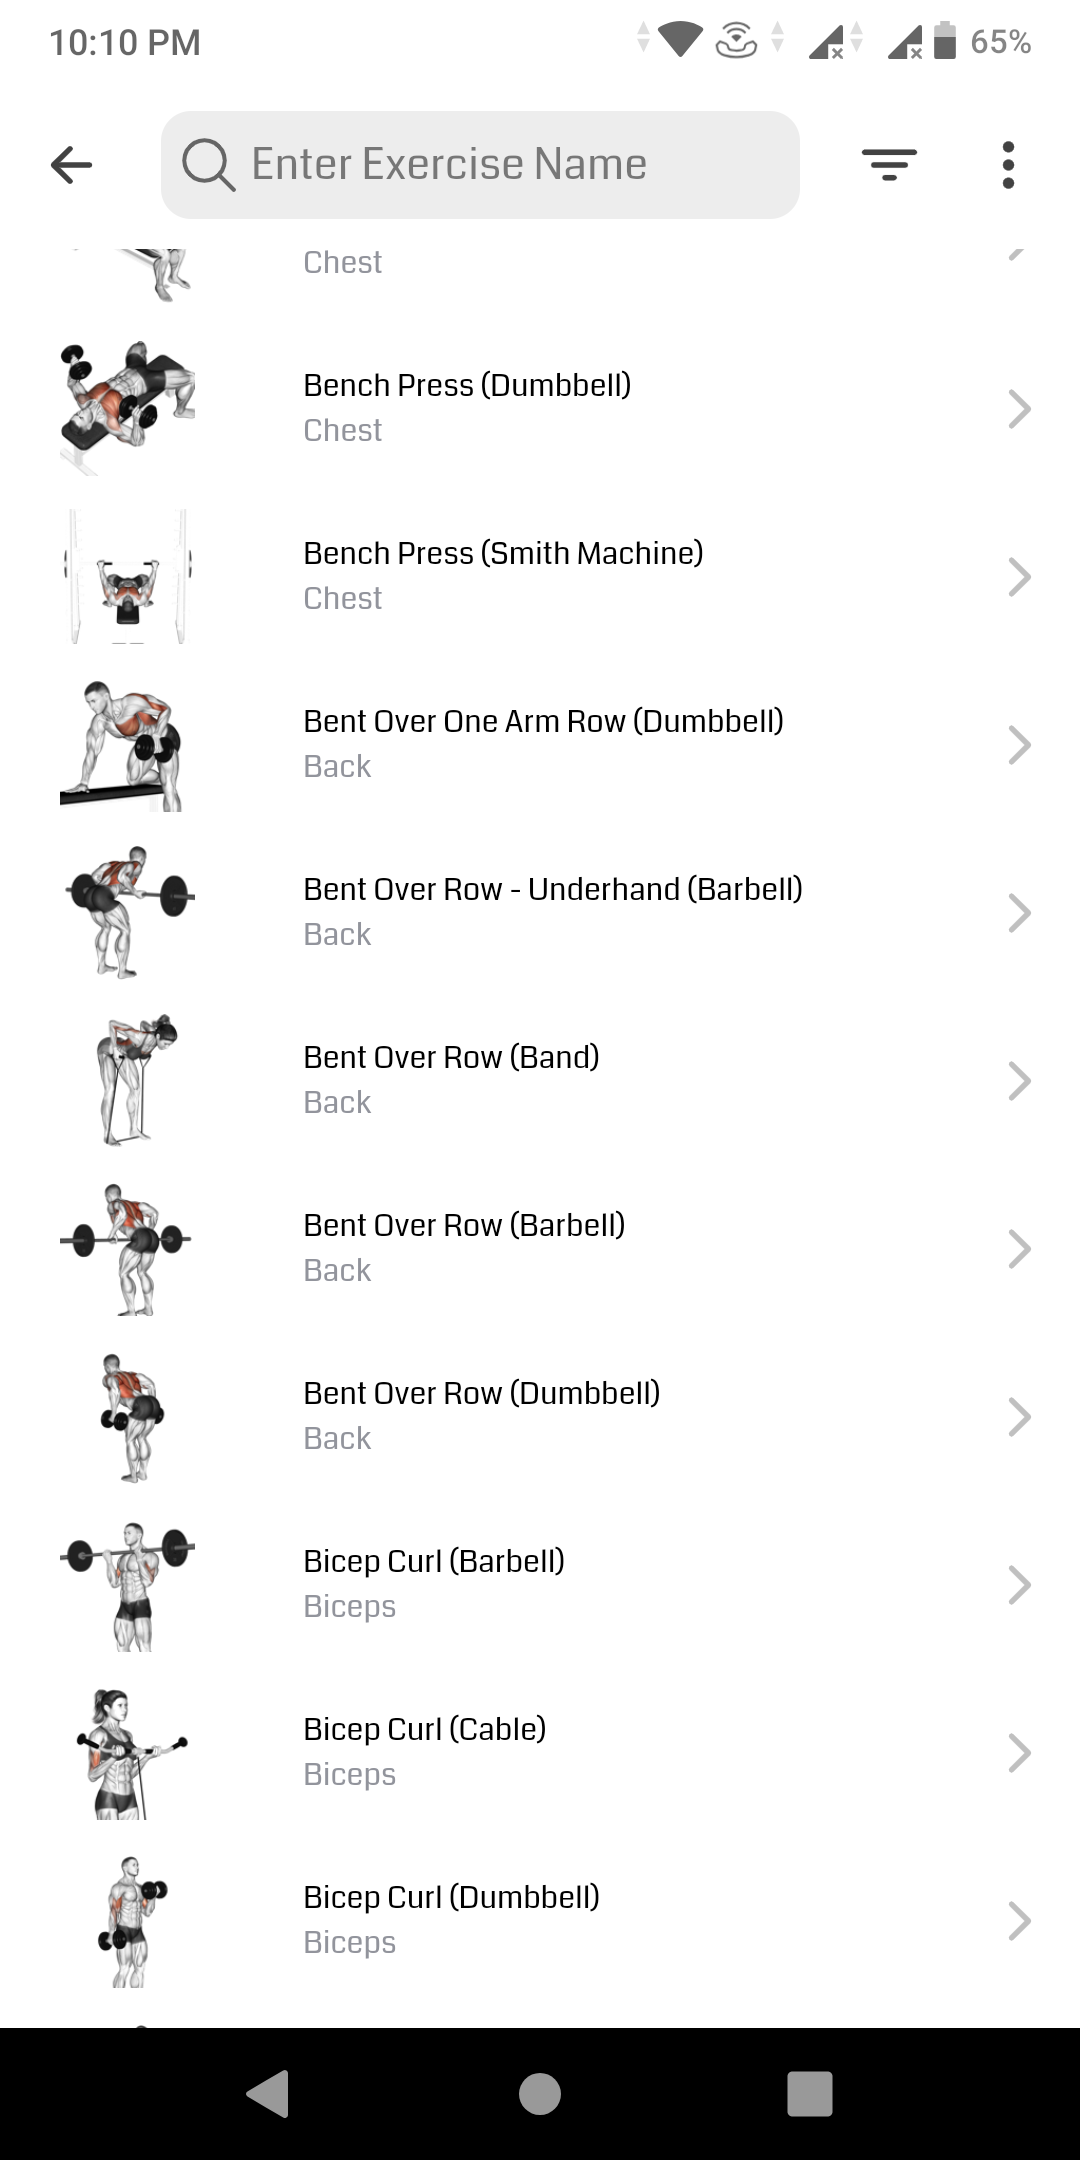 10:10 PM
65%
Enter Exercise Name
Chest
Bench Press (Dumbbell)
Chest
Bench Press (Smith Machine)
Chest
Bent Over One Arm Row (Dumbbell)
Back
Bent Over Row - Underhand (Barbell)
Back
Bent Over Row (Band)
Back
Bent Over Row (Barbell)
Back
Bent Over Row (Dumbbell)
Back
Bicep Curl (Barbell)
Biceps
Bicep Curl (Cable)
Biceps
Bicep Curl (Dumbbell)
Biceps